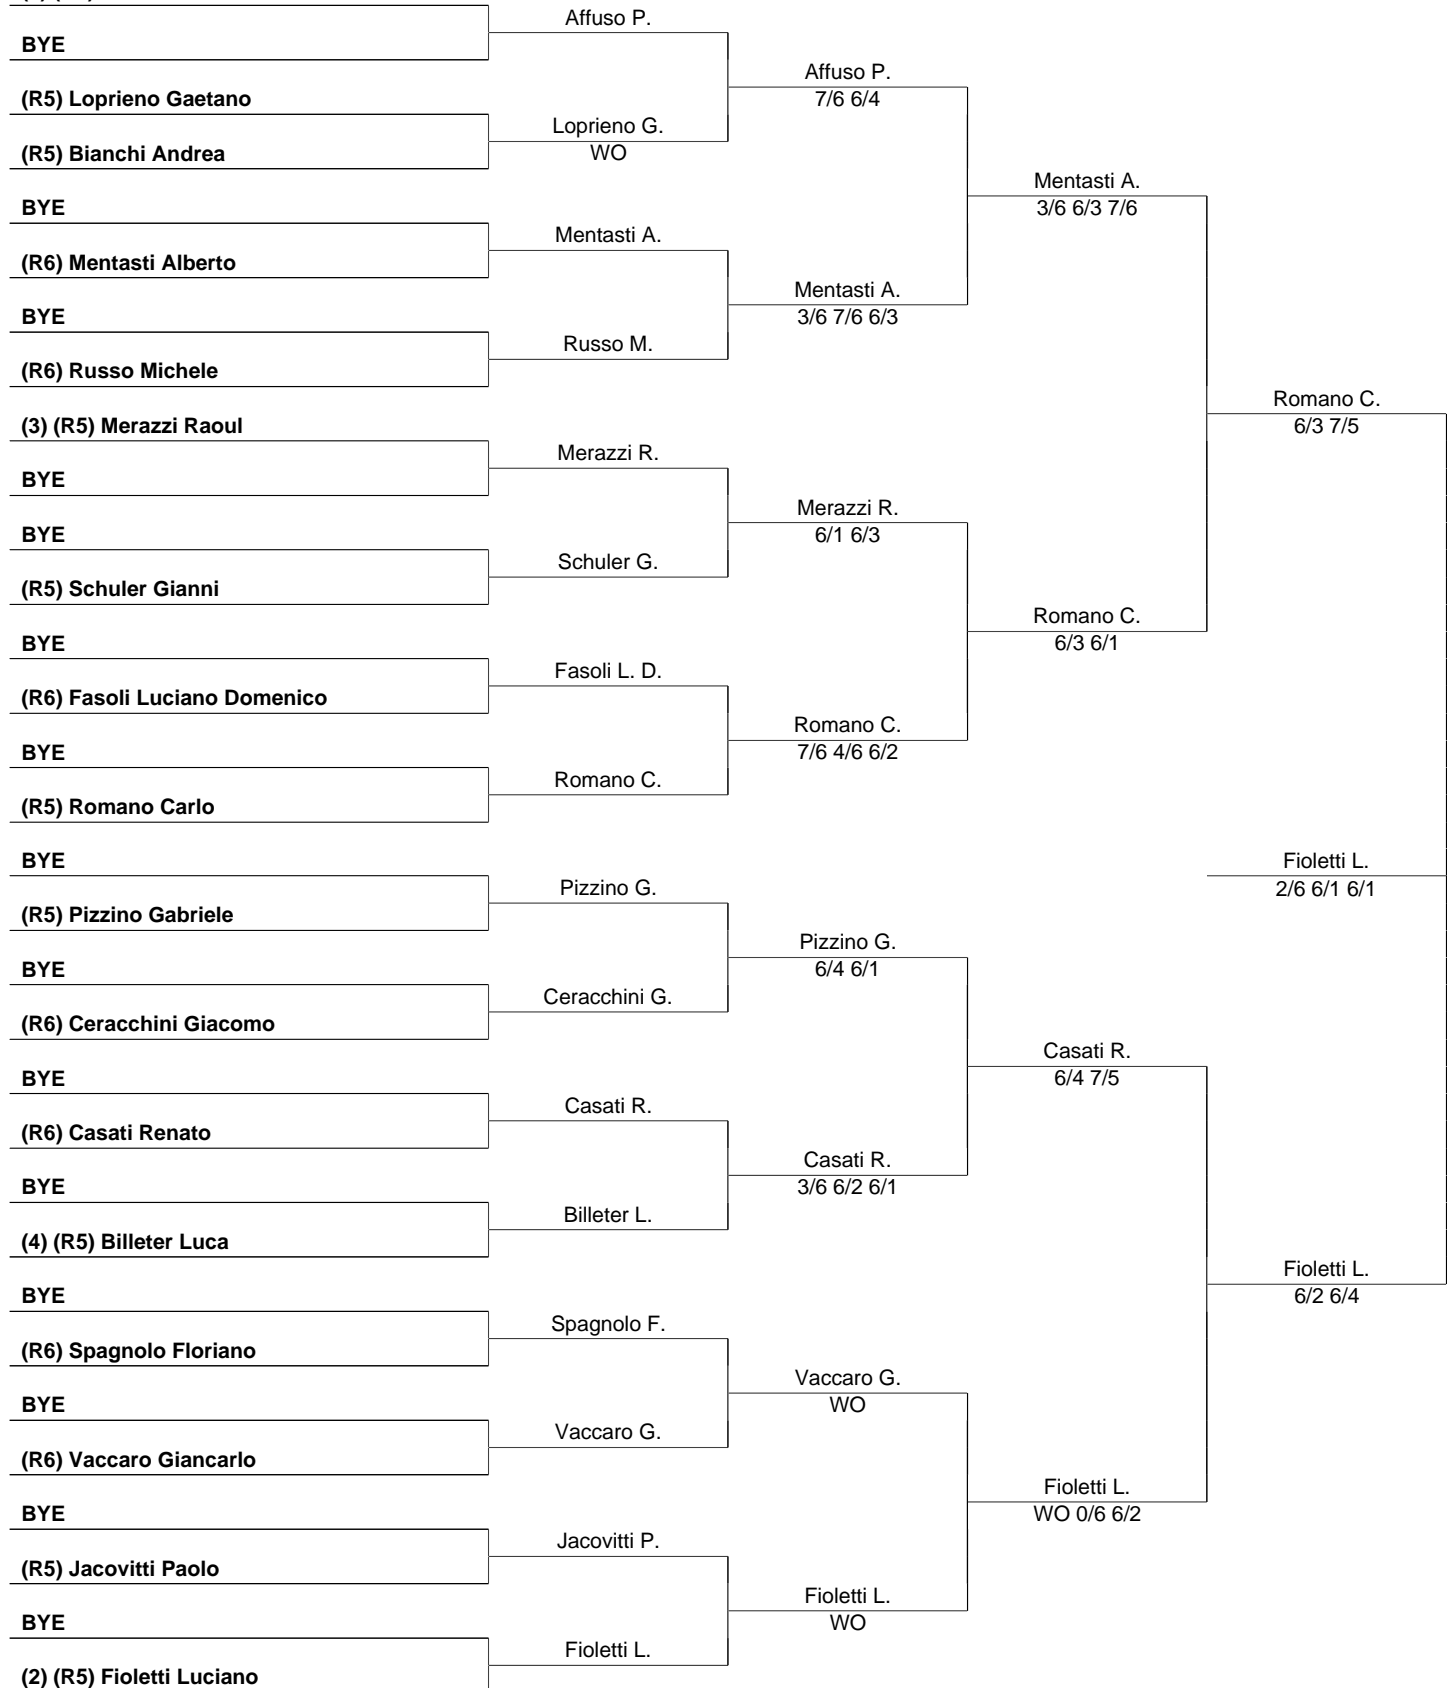 BYE
(R5) Loprieno Gaetano
(R5) Bianchi Andrea
BYE
(R6) Mentasti Alberto
BYE
(R6) Russo Michele
(3) (R5) Merazzi Raoul
BYE
BYE
(R5) Schuler Gianni
BYE
(R6) Fasoli Luciano Domenico
BYE
(R5) Romano Carlo
BYE
(R5) Pizzino Gabriele
BYE
(R6) Ceracchini Giacomo
BYE
(R6) Casati Renato
BYE
(4) (R5) Billeter Luca
BYE
(R6) Spagnolo Floriano
BYE
(R6) Vaccaro Giancarlo
BYE
(R5) Jacovitti Paolo
BYE
(2) (R5) Fioletti Luciano
Affuso P.
Loprieno G.
WO
Mentasti A.
Russo M.
Merazzi R.
Schuler G.
Fasoli L. D.
Romano C.
Pizzino G.
Ceracchini G.
Casati R.
Billeter L.
Spagnolo F.
Vaccaro G.
Jacovitti P.
Fioletti L.
Affuso P.
7/6 6/4
Mentasti A.
3/6 7/6 6/3
Merazzi R.
6/1 6/3
Romano C.
7/6 4/6 6/2
Pizzino G.
6/4 6/1
Casati R.
3/6 6/2 6/1
Vaccaro G.
WO
Fioletti L.
WO
Mentasti A.
3/6 6/3 7/6
Romano C.
6/3 6/1
Casati R.
6/4 7/5
Fioletti L.
WO 0/6 6/2
Romano C.
6/3 7/5
Fioletti L.
2/6 6/1 6/1
Fioletti L.
6/2 6/4